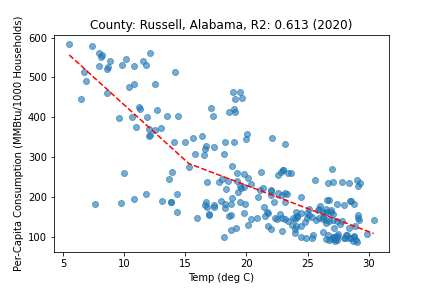 County: Russell, Alabama, R2: 0.613 (2020)
Per-Capita Consumption (MMBtu/1000 Households)
600
500
400
300
200
100
5 10 15 20 25 30
Temp (deg C)